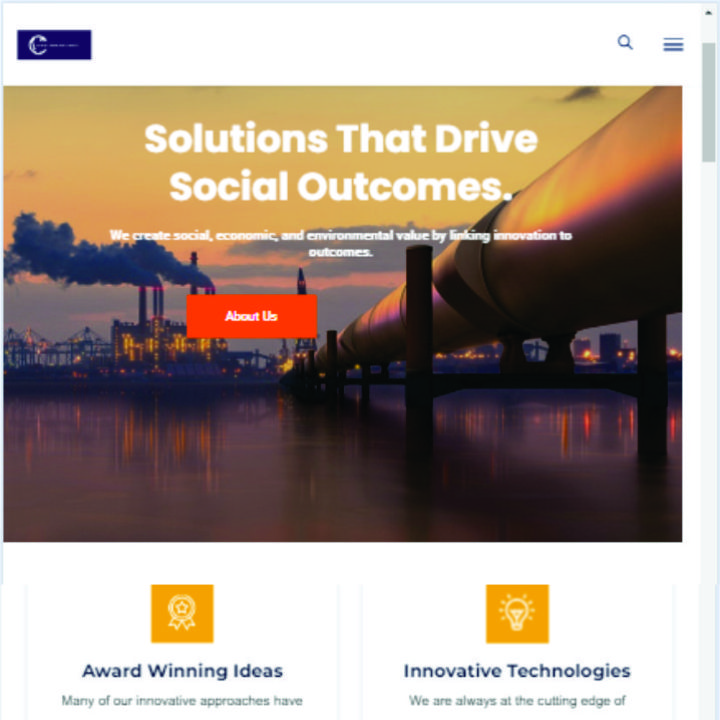 Solutions That Drive
Social Outcomes.
We create social, economic, and environmental value by linking innovation to
outcomes.
About Us
Award Winning Ideas
Innovative Technologies
Many of our innovative approaches have
We are always at the cutting edge of